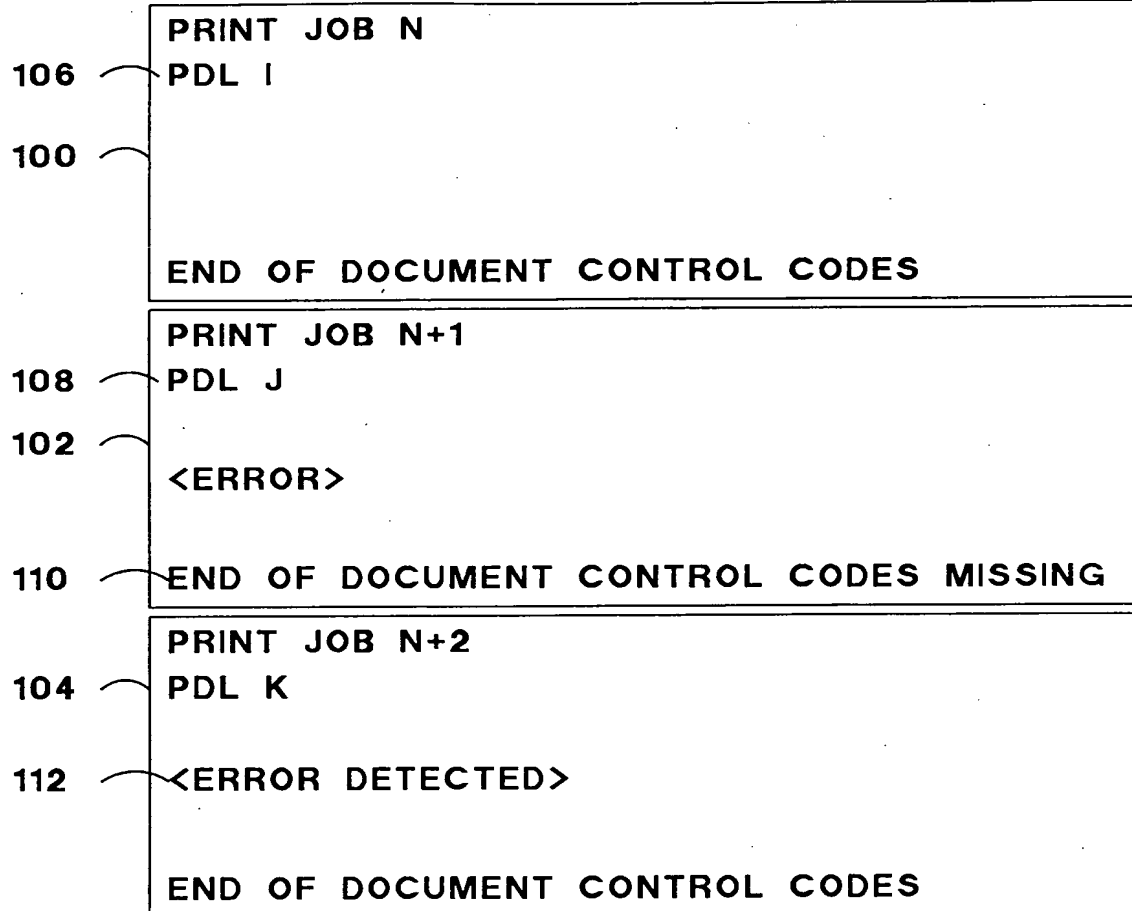 PRINT JOB N
106 PDL I
100
END OF DOCUMENT CONTROL CODES
PRINT JOB N+1
108 PDL J
102
<ERROR>
110 END OF DOCUMENT CONTROL CODES MISSING
PRINT JOB N+2
104 PDL K
112 <ERROR DETECTED>
END OF DOCUMENT CONTROL CODES